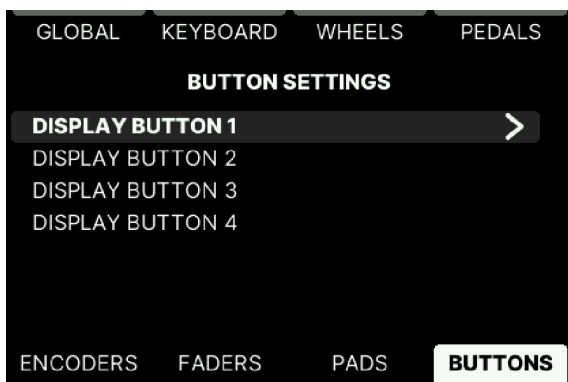 GLOBAL KEYBOARD WHEELS PEDALS
BUTTON SETTINGS
DISPLAY BUTTON 1
DISPLAY BUTTON 2
DISPLAY BUTTON 3
DISPLAY BUTTON 4
ENCODERS FADERS PADS BUTTONS